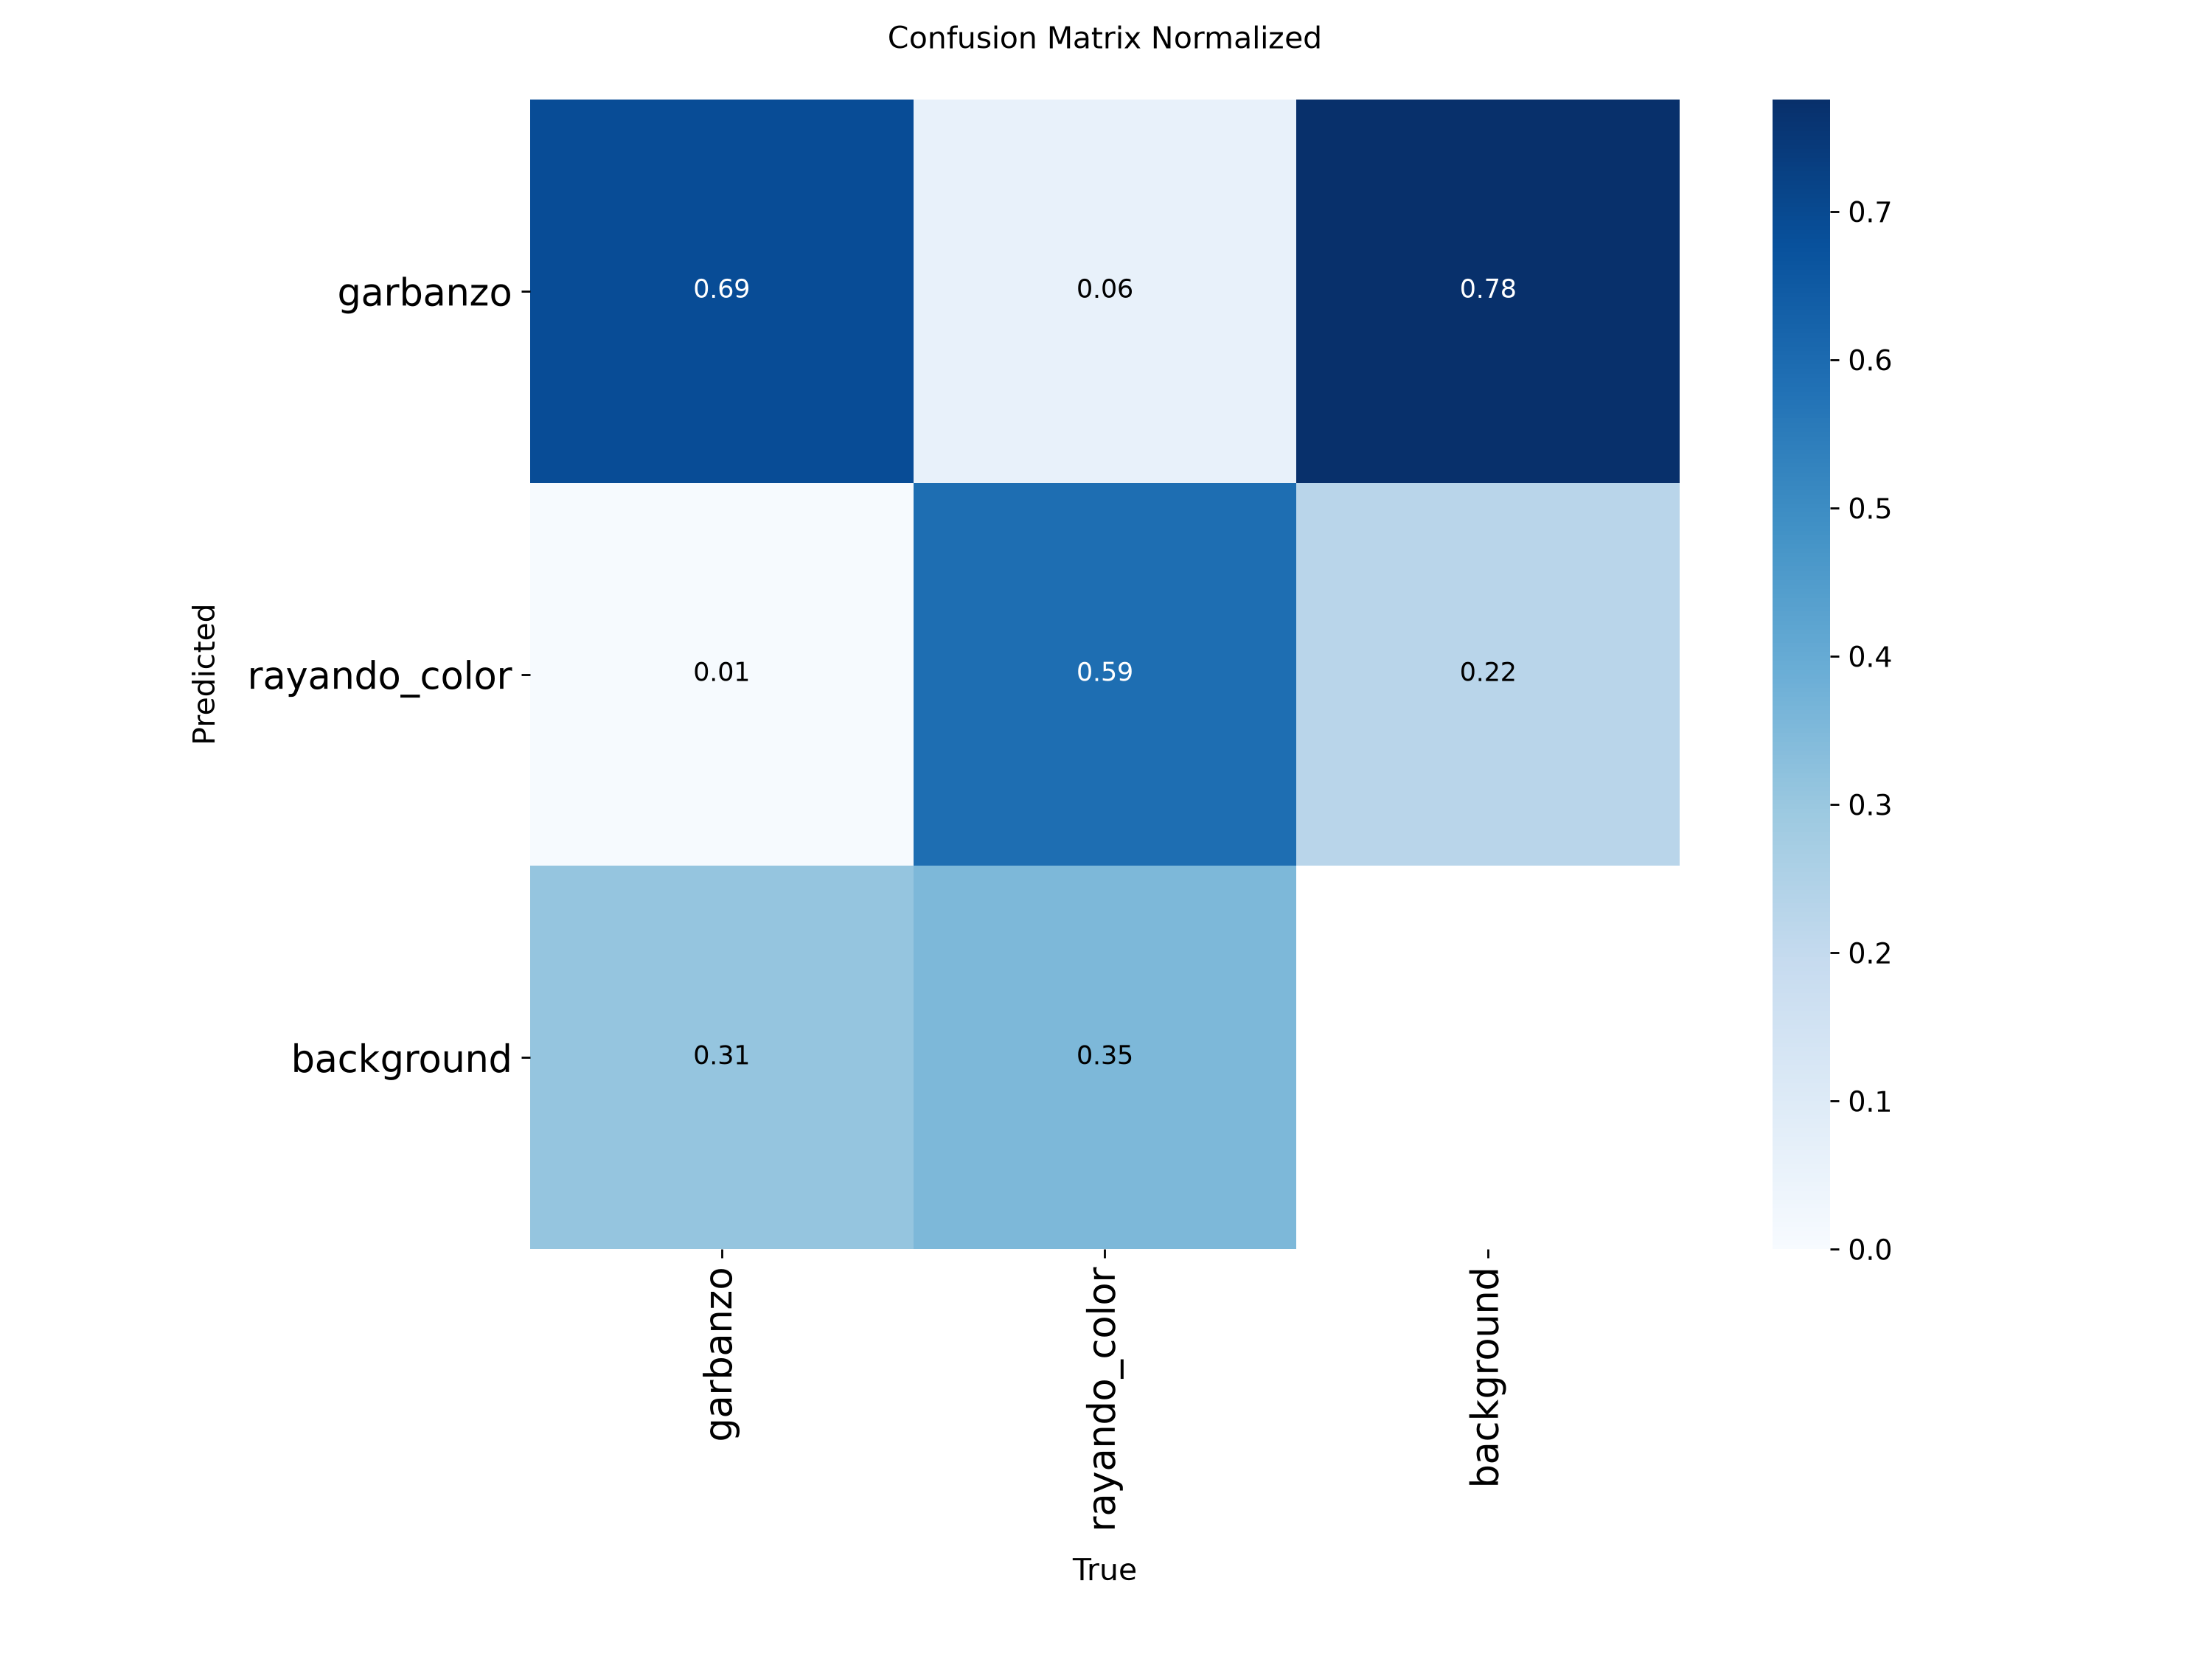 Confusion Matrix Normalized
garbanzo
0.69
0.06
0.78
0.7
0.6
0.5
Predicted
rayando_color
0.01
0.59
0.22
0.4
0.3
background
0.31
0.35
0.2
0.1
0.0
garbanzo
rayando_color
background
True